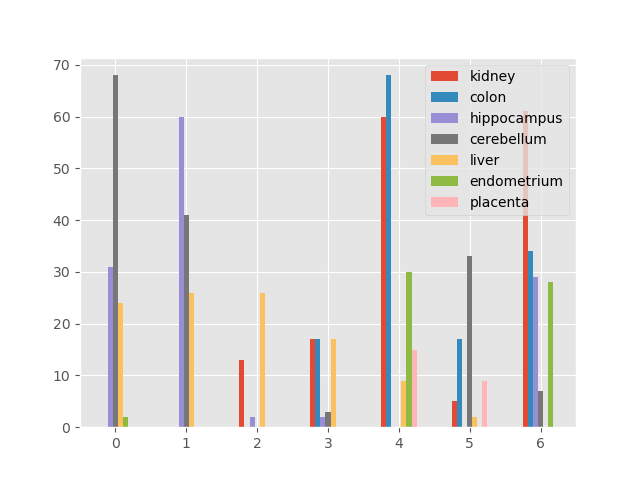 70
60
50
40
30
20
10
0
0 1 2 3 4 5 6
kidney
colon
hippocampus
cerebellum
liver
endometrium
placenta